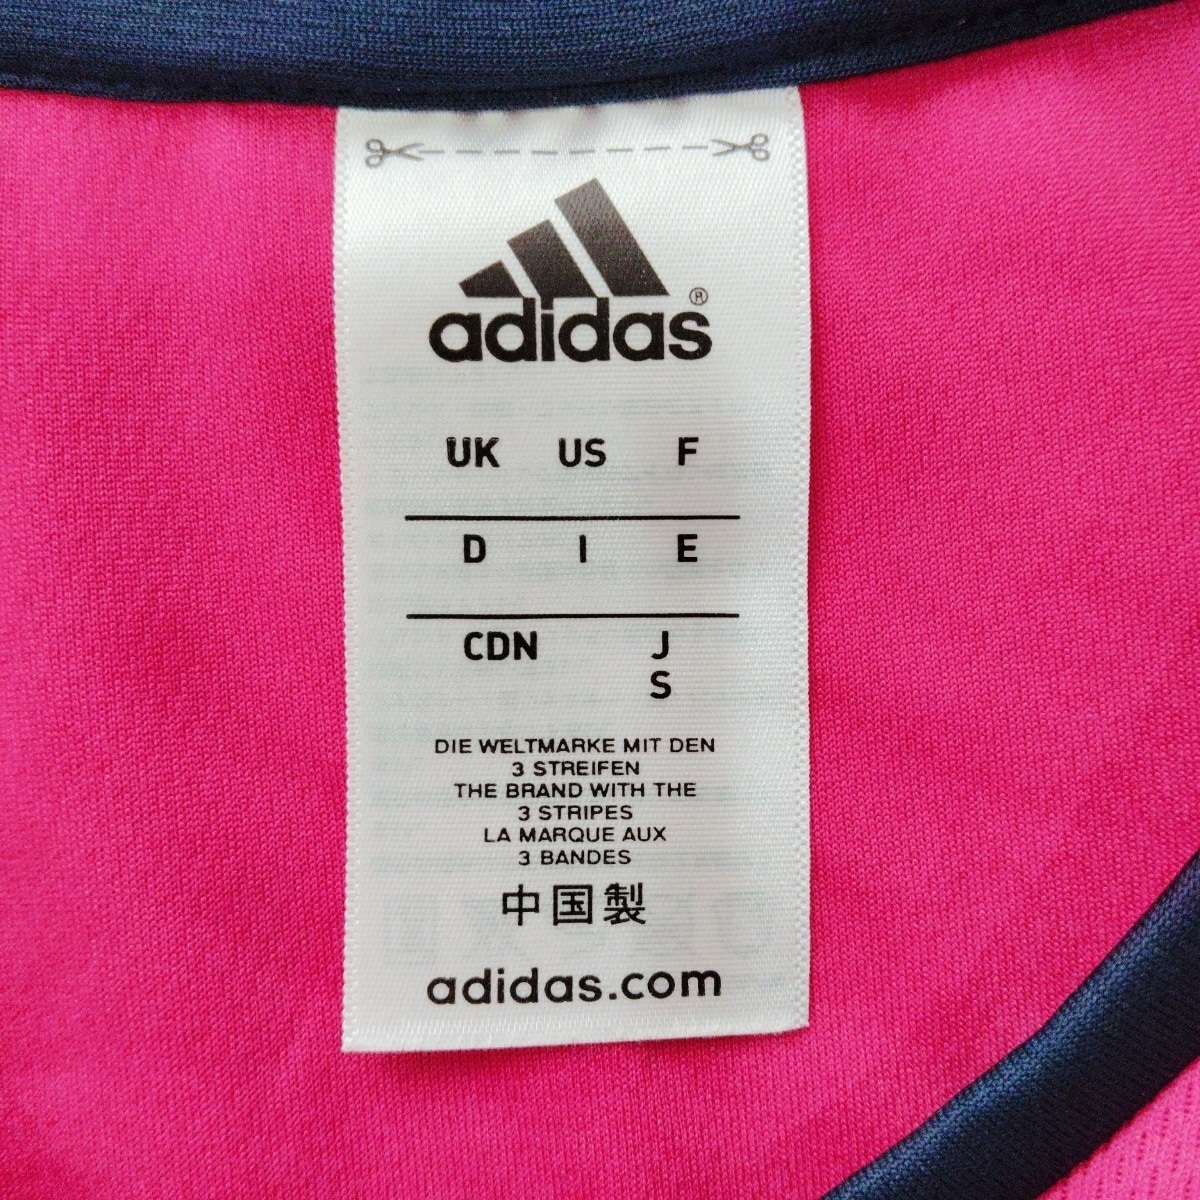 adidas®
UK US F
D I E
CDN J
S
DIE WELTMARKE MIT DEN
3 STREIFEN
THE BRAND WITH THE
3 STRIPES
LA MARQUE AUX
3 BANDES
中国製
adidas.com